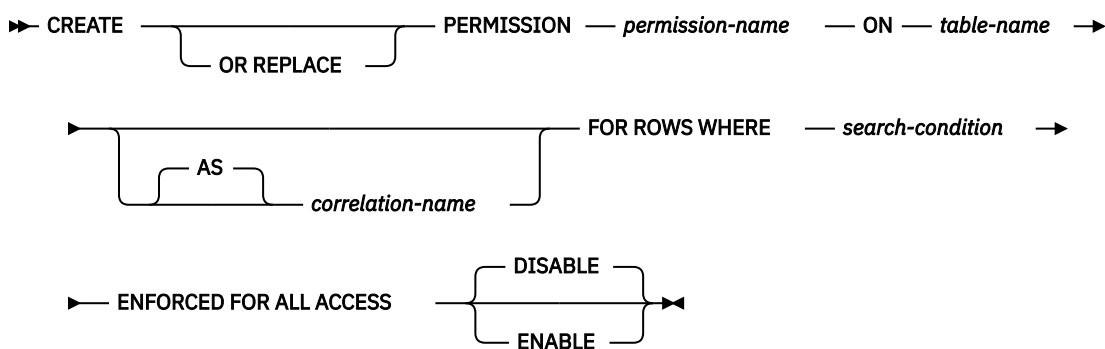 CREATE OR REPLACE PERMISSION permission-name ON table-name
AS correlation-name FOR ROWS WHERE search-condition
ENFORCED FOR ALL ACCESS DISABLE
ENABLE